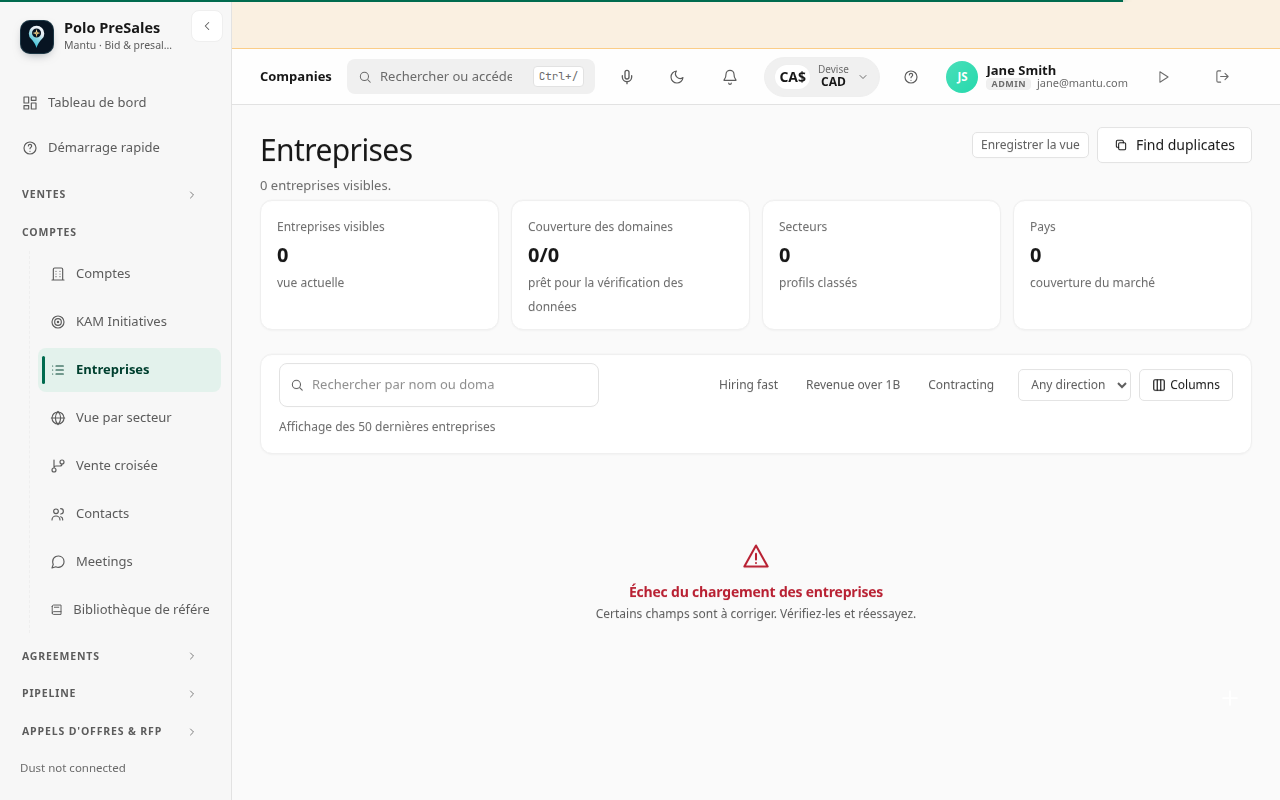 Polo PreSales
Mantu · Bid & presal...
Tableau de bord
Démarrage rapide
VENTES
COMPTES
Comptes
KAM Initiatives
Entreprises
Vue par secteur
Vente croisée
Contacts
Meetings
Bibliothèque de référe
AGREEMENTS
PIPELINE
APPELS D'OFFRES & RFP
Dust not connected
Companies
Rechercher ou accéde
Ctrl+/
CA$
Devise
CAD
JS
Jane Smith
ADMIN jane@mantu.com
Entreprises
0 entreprises visibles.
Enregistrer la vue
Find duplicates
Entreprises visibles
0
vue actuelle
Couverture des domaines
0/0
prêt pour la vérification des
données
Secteurs
0
profils classés
Pays
0
couverture du marché
Rechercher par nom ou doma
Hiring fast
Revenue over 1B
Contracting
Any direction
Columns
Affichage des 50 dernières entreprises
Échec du chargement des entreprises
Certains champs sont à corriger. Vérifiez-les et réessayez.